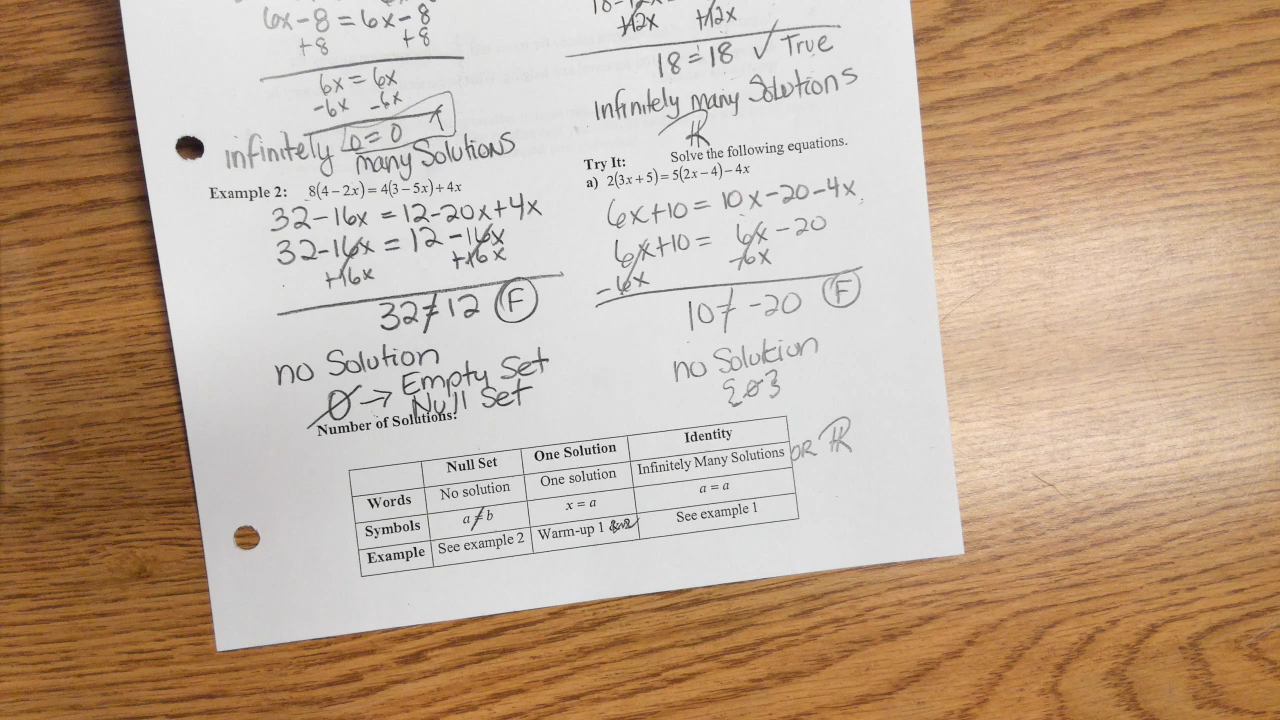 6x-8 = 6x-8
+8 +8
6x = 6x
-6x -6x
0=0
infinitely many Solutions
+12x +12x
18=18 ✓ True
Infinitely many Solutions
ℝ
Example 2: 8(4-2x)=4(3-5x)+4x
32-16x = 12-20x+4x
32-16x = 12-16x
+16x +16x
32≠12 F
no Solution
∅ → Empty Set
Null Set
Try It: Solve the following equations.
a) 2(3x+5)=5(2x-4)-4x
6x+10 = 10x-20-4x
6x+10 = 6x-20
-6x -6x
10≠-20 F
no Solution
{∅}
Number of Solutions:
Null Set One Solution Identity
Words No solution One solution Infinitely Many Solutions OR ℝ
Symbols a≠b x = a a = a
Example See example 2 Warm-up 1 See example 1